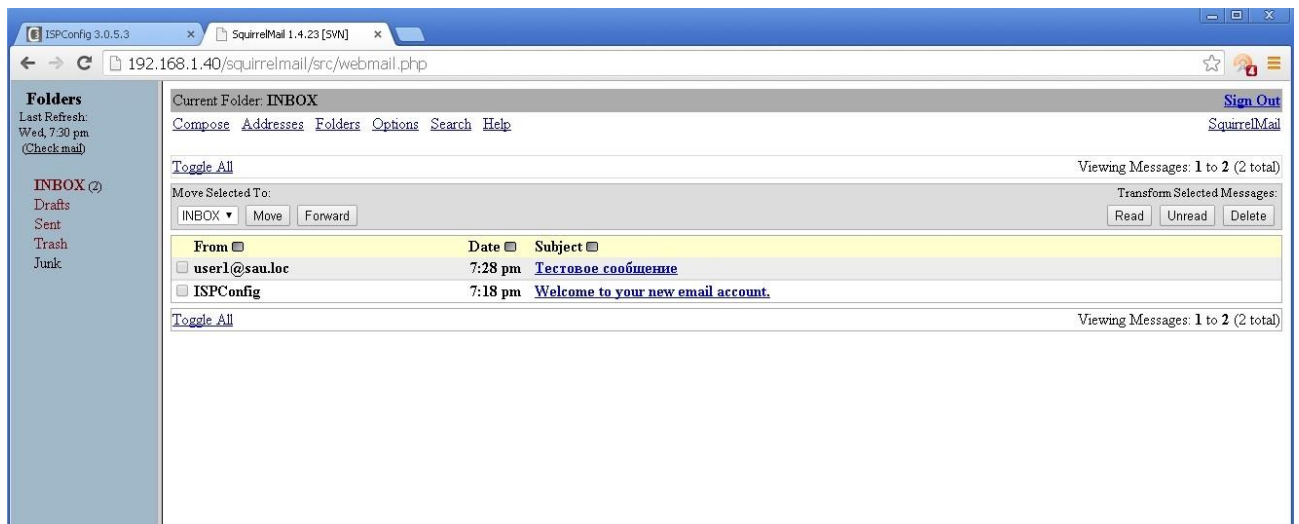 ISPConfig 3.0.5.3
SquirrelMail 1.4.23 [SVN]
192.168.1.40/squirrelmail/src/webmail.php
4
Folders
Last Refresh:
Wed, 7:30 pm
(Check mail)
INBOX (2)
Drafts
Sent
Trash
Junk
Current Folder: INBOX Sign Out
Compose Addresses Folders Options Search Help SquirrelMail
Toggle All Viewing Messages: 1 to 2 (2 total)
Move Selected To: Transform Selected Messages:
INBOX Move Forward Read Unread Delete
From Date Subject
user1@sau.loc 7:28 pm Тестовое сообщение
ISPConfig 7:18 pm Welcome to your new email account.
Toggle All Viewing Messages: 1 to 2 (2 total)